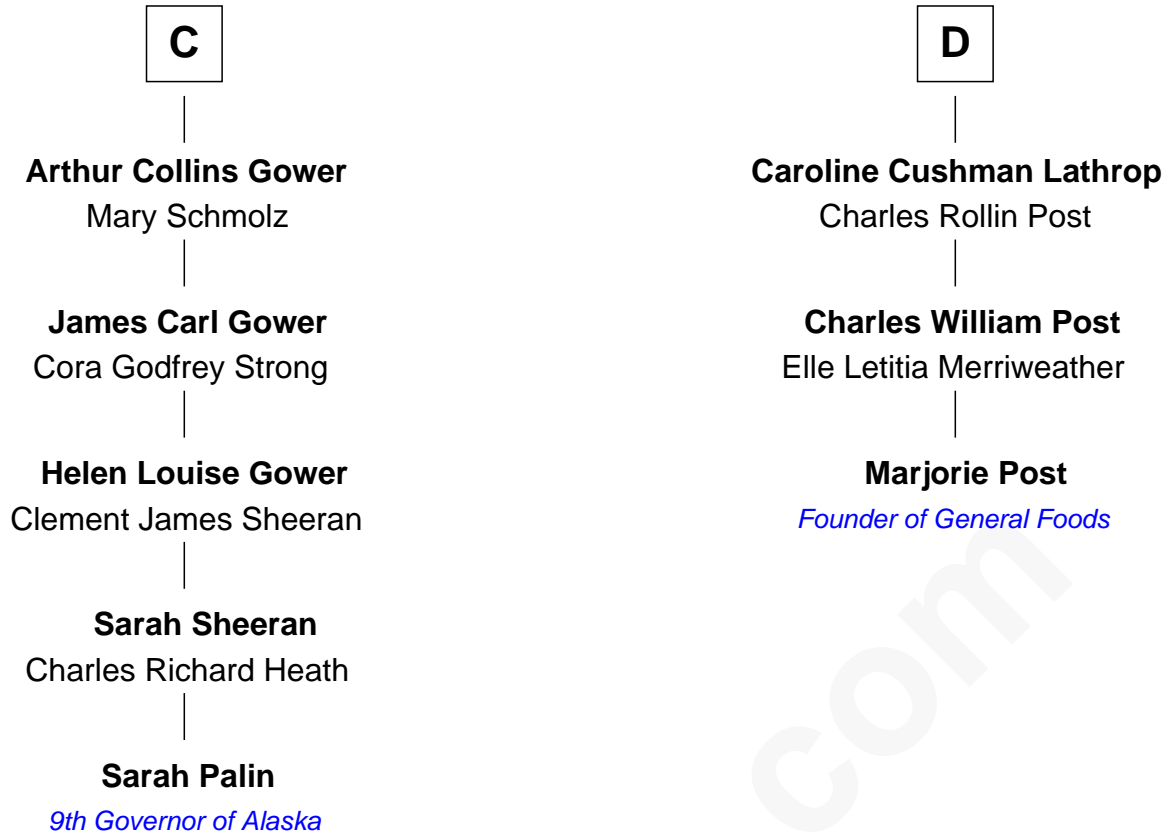 C
Arthur Collins Gower
Mary Schmolz
James Carl Gower
Cora Godfrey Strong
Helen Louise Gower
Clement James Sheeran
Sarah Sheeran
Charles Richard Heath
Sarah Palin
9th Governor of Alaska
D
Caroline Cushman Lathrop
Charles Rollin Post
Charles William Post
Elle Letitia Merriweather
Marjorie Post
Founder of General Foods
com